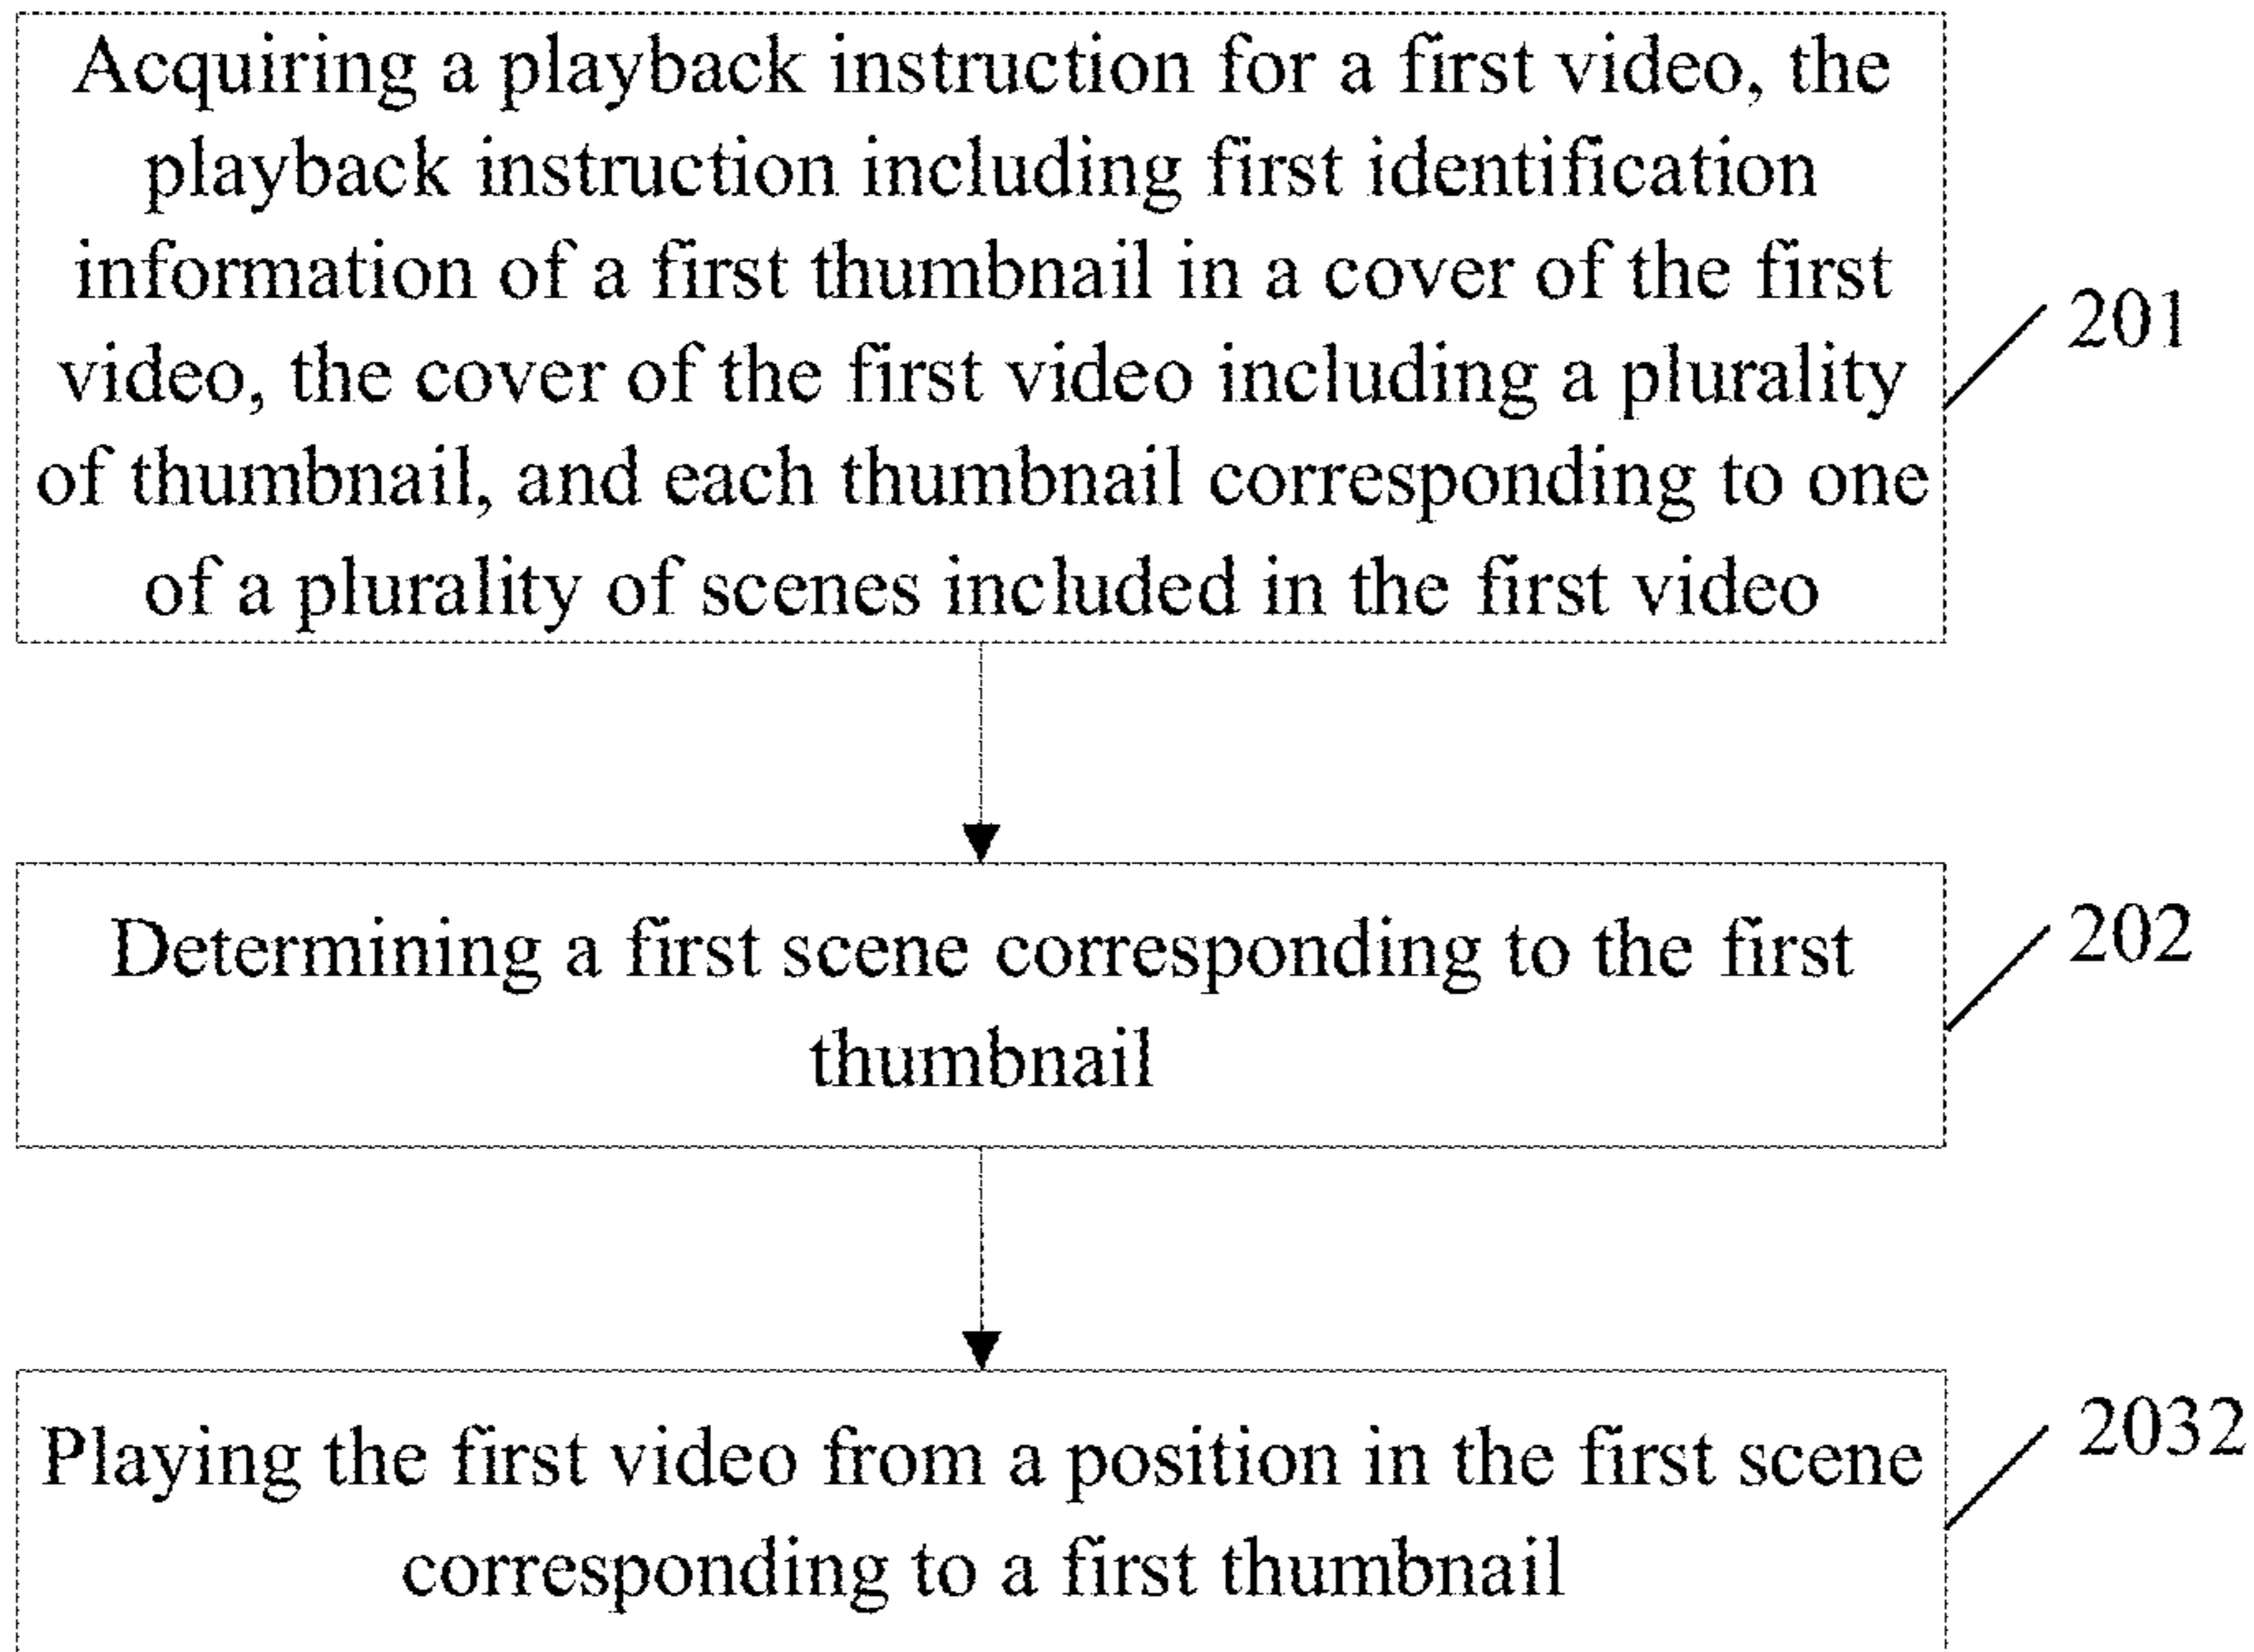 Acquiring a playback instruction for a first video, the
playback instruction including first identification
information of a first thumbnail in a cover of the first
video, the cover of the first video including a plurality
of thumbnail, and each thumbnail corresponding to one
of a plurality of scenes included in the first video
201
Determining a first scene corresponding to the first
thumbnail
202
Playing the first video from a position in the first scene
corresponding to a first thumbnail
2032